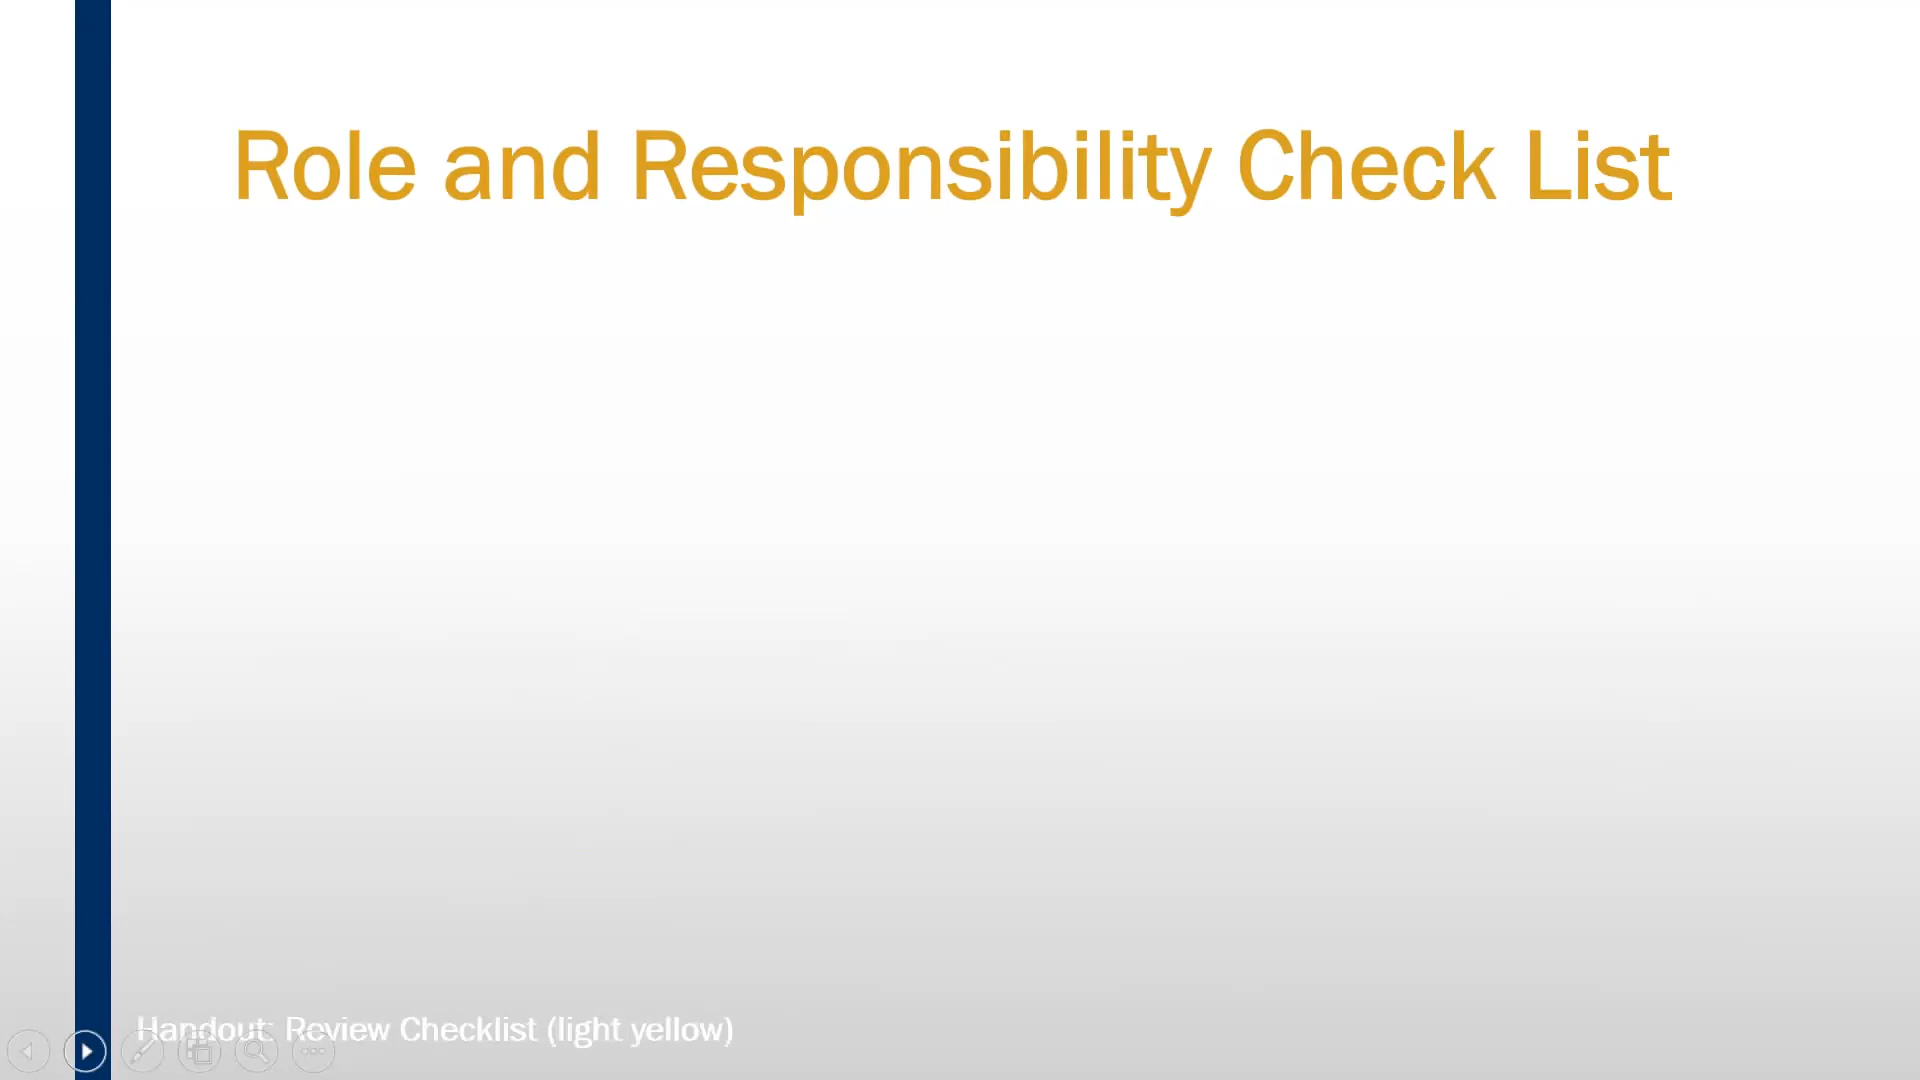 Role and Responsibility Check List
Handout: Review Checklist (light yellow)